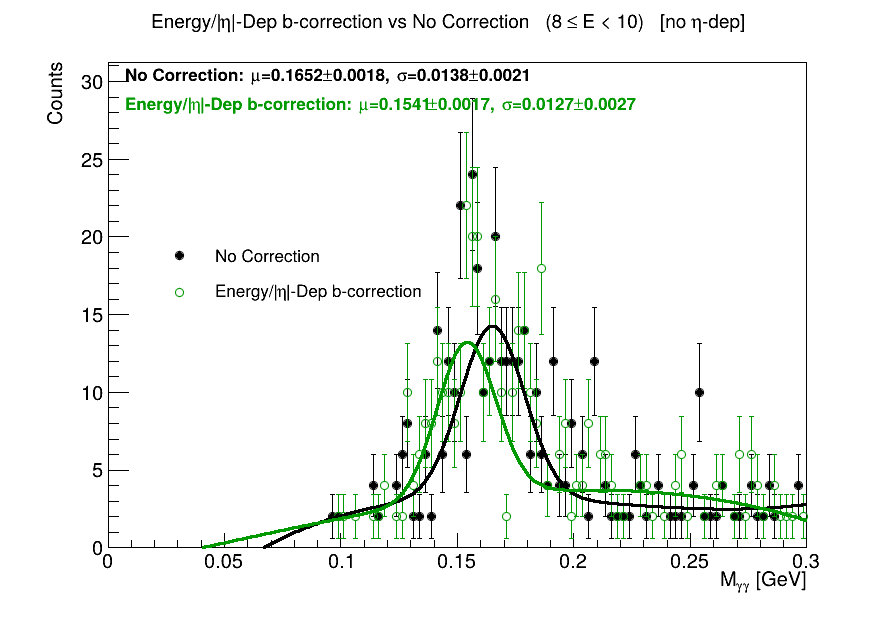 Energy/|η|-Dep b-correction vs No Correction (8 ≤ E < 10) [no η-dep]
Counts
No Correction: μ=0.1652±0.0018, σ=0.0138±0.0021
Energy/|η|-Dep b-correction: μ=0.1541±0.0017, σ=0.0127±0.0027
No Correction
Energy/|η|-Dep b-correction
30
25
20
15
10
5
0
0 0.05 0.1 0.15 0.2 0.25 0.3
Mγγ [GeV]